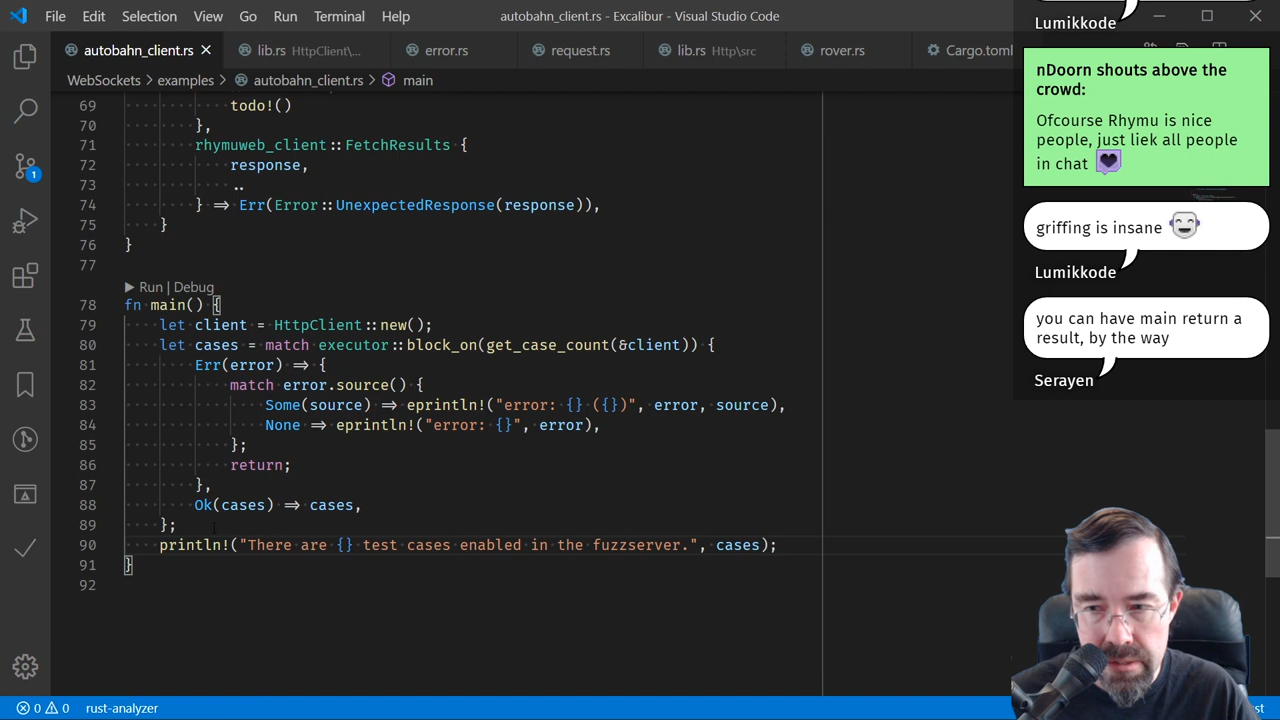 File Edit Selection View Go Run Terminal Help
autobahn_client.rs - Excalibur - Visual Studio Code
autobahn_client.rs
lib.rs HttpClient\...
error.rs
request.rs
lib.rs Http\src
rover.rs
Cargo.toml
WebSockets > examples > autobahn_client.rs > main
69 todo!()
70 },
71 rhymuweb_client::FetchResults {
72 response,
73 ..
74 } => Err(Error::UnexpectedResponse(response)),
75 }
76 }
77
Run | Debug
78 fn main() {
79 let client = HttpClient::new();
80 let cases = match executor::block_on(get_case_count(&client)) {
81 Err(error) => {
82 match error.source() {
83 Some(source) => eprintln!("error: {} ({})", error, source),
84 None => eprintln!("error: {}", error),
85 };
86 return;
87 },
88 Ok(cases) => cases,
89 };
90 println!("There are {} test cases enabled in the fuzzserver.", cases);
91 }
92
1
0 0 rust-analyzer
Lumikkode
nDoorn shouts above the
crowd:
Ofcourse Rhymu is nice
people, just liek all people
in chat
griffing is insane
Lumikkode
you can have main return a
result, by the way
Serayen